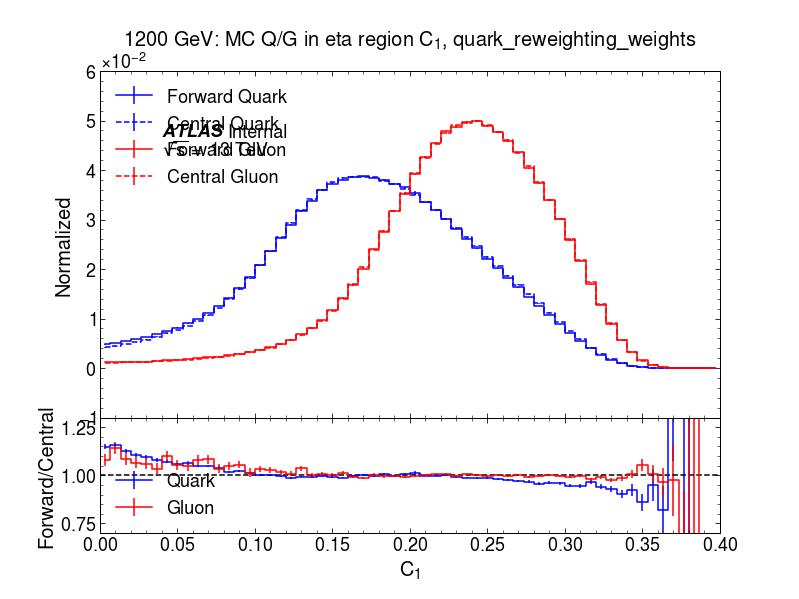 1200 GeV: MC Q/G in eta region C₁, quark_reweighting_weights
×10⁻²
6
5
4
3
2
1
0
−1
Normalized
Forward Quark
Central Quark
ATLAS Internal
Forward Gluon
√s = 13 TeV
Central Gluon
1.25
1.00
0.75
Forward/Central
Quark
Gluon
0.00 0.05 0.10 0.15 0.20 0.25 0.30 0.35 0.40
C₁